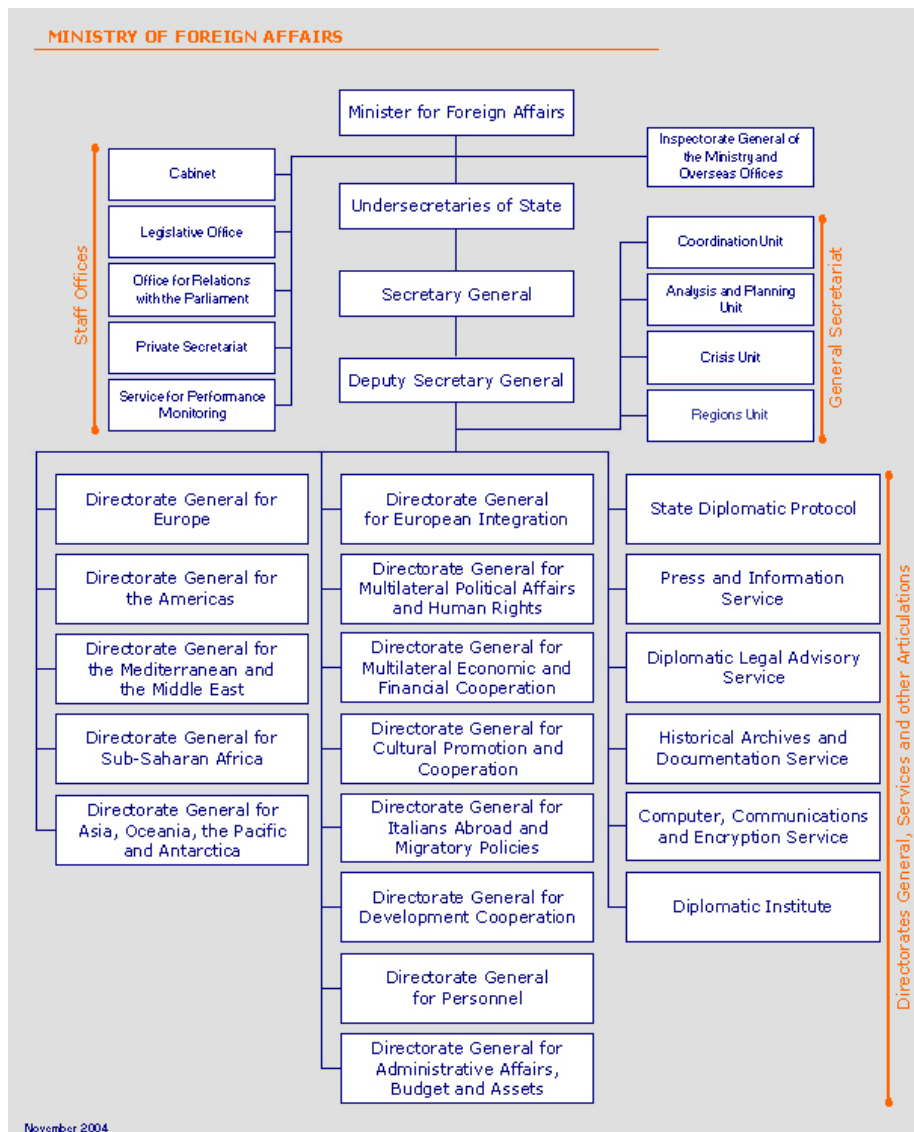 MINISTRY OF FOREIGN AFFAIRS
Minister for Foreign Affairs
Inspectorate General of
the Ministry and
Overseas Offices
Undersecretaries of State
Secretary General
Deputy Secretary General
Staff Offices
Cabinet
Legislative Office
Office for Relations
with the Parliament
Private Secretariat
Service for Performance
Monitoring
General Secretariat
Coordination Unit
Analysis and Planning
Unit
Crisis Unit
Regions Unit
Directorate General for
Europe
Directorate General for
the Americas
Directorate General for
the Mediterranean and
the Middle East
Directorate General for
Sub-Saharan Africa
Directorate General for
Asia, Oceania, the Pacific
and Antarctica
Directorate General
for European Integration
Directorate General for
Multilateral Political Affairs
and Human Rights
Directorate General for
Multilateral Economic and
Financial Cooperation
Directorate General for
Cultural Promotion and
Cooperation
Directorate General for
Italians Abroad and
Migratory Policies
Directorate General for
Development Cooperation
Directorate General
for Personnel
Directorate General for
Administrative Affairs,
Budget and Assets
State Diplomatic Protocol
Press and Information
Service
Diplomatic Legal Advisory
Service
Historical Archives and
Documentation Service
Computer, Communications
and Encryption Service
Diplomatic Institute
Directorates General, Services and other Articulations
November 2004